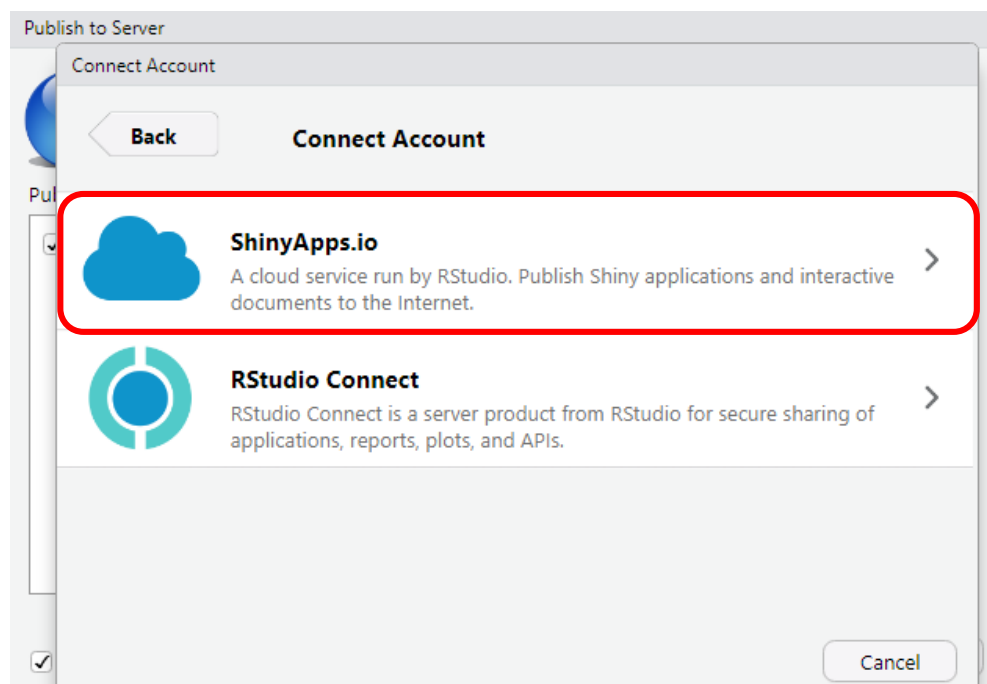 Publish to Server
Connect Account
Back
Connect Account
Pul
ShinyApps.io
A cloud service run by RStudio. Publish Shiny applications and interactive
documents to the Internet.
RStudio Connect
RStudio Connect is a server product from RStudio for secure sharing of
applications, reports, plots, and APIs.
Cancel